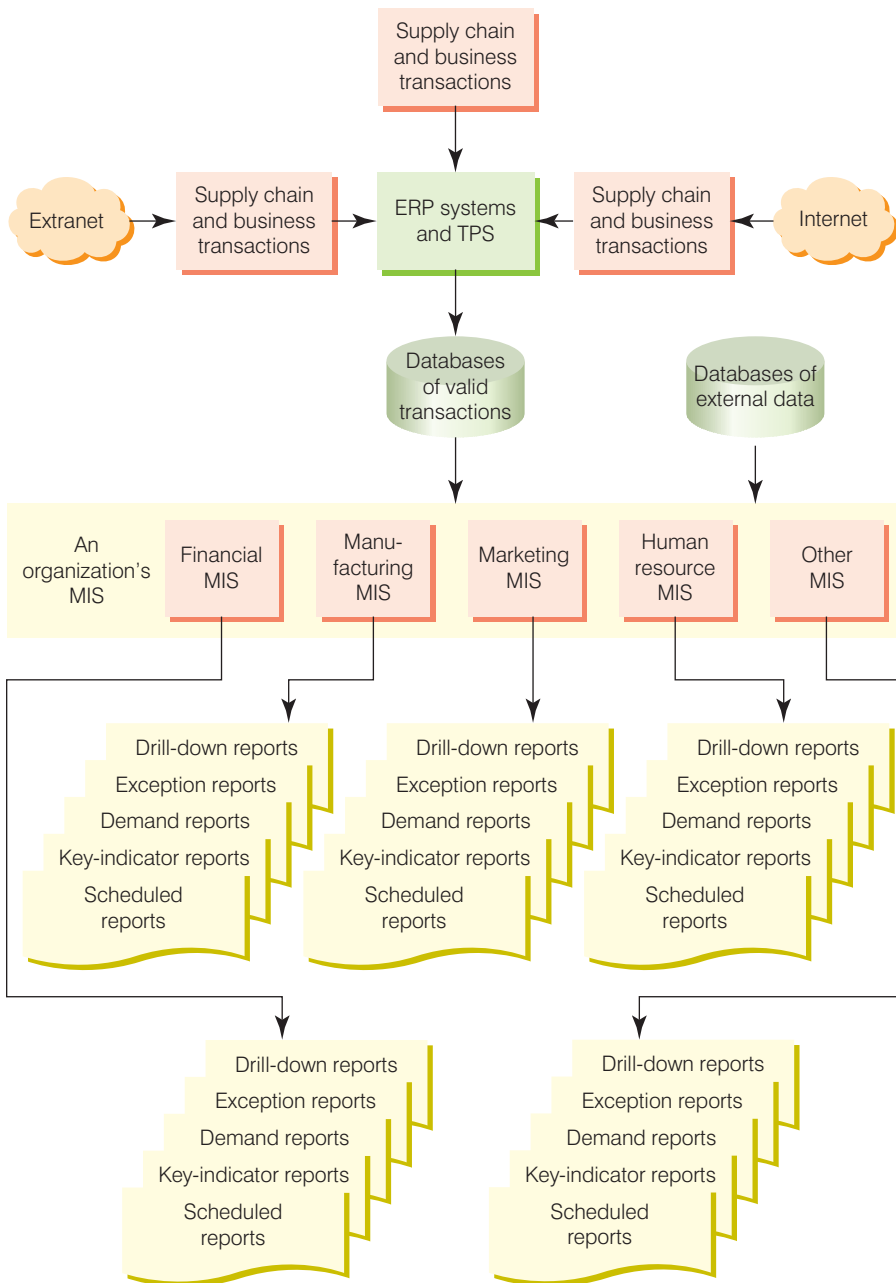 Supply chain
and business
transactions
Extranet
Supply chain
and business
transactions
ERP systems
and TPS
Supply chain
and business
transactions
Internet
Databases
of valid
transactions
Databases of
external data
An
organization's
MIS
Financial
MIS
Manu-
facturing
MIS
Marketing
MIS
Human
resource
MIS
Other
MIS
Drill-down reports
Exception reports
Demand reports
Key-indicator reports
Scheduled
reports
Drill-down reports
Exception reports
Demand reports
Key-indicator reports
Scheduled
reports
Drill-down reports
Exception reports
Demand reports
Key-indicator reports
Scheduled
reports
Drill-down reports
Exception reports
Demand reports
Key-indicator reports
Scheduled
reports
Drill-down reports
Exception reports
Demand reports
Key-indicator reports
Scheduled
reports